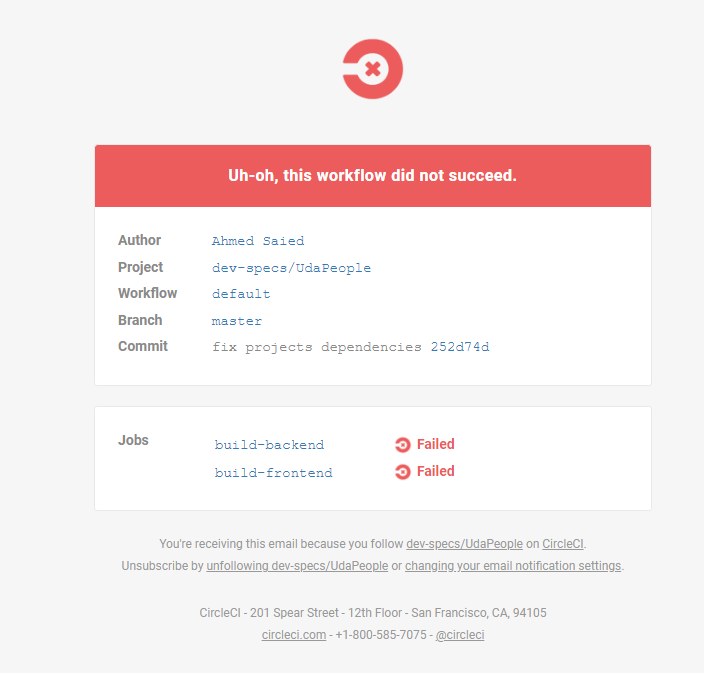 Uh-oh, this workflow did not succeed.
Author Ahmed Saied
Project dev-specs/UdaPeople
Workflow default
Branch master
Commit fix projects dependencies 252d74d
Jobs build-backend Failed
build-frontend Failed
You're receiving this email because you follow dev-specs/UdaPeople on CircleCI.
Unsubscribe by unfollowing dev-specs/UdaPeople or changing your email notification settings.
CircleCI - 201 Spear Street - 12th Floor - San Francisco, CA, 94105
circleci.com - +1-800-585-7075 - @circleci